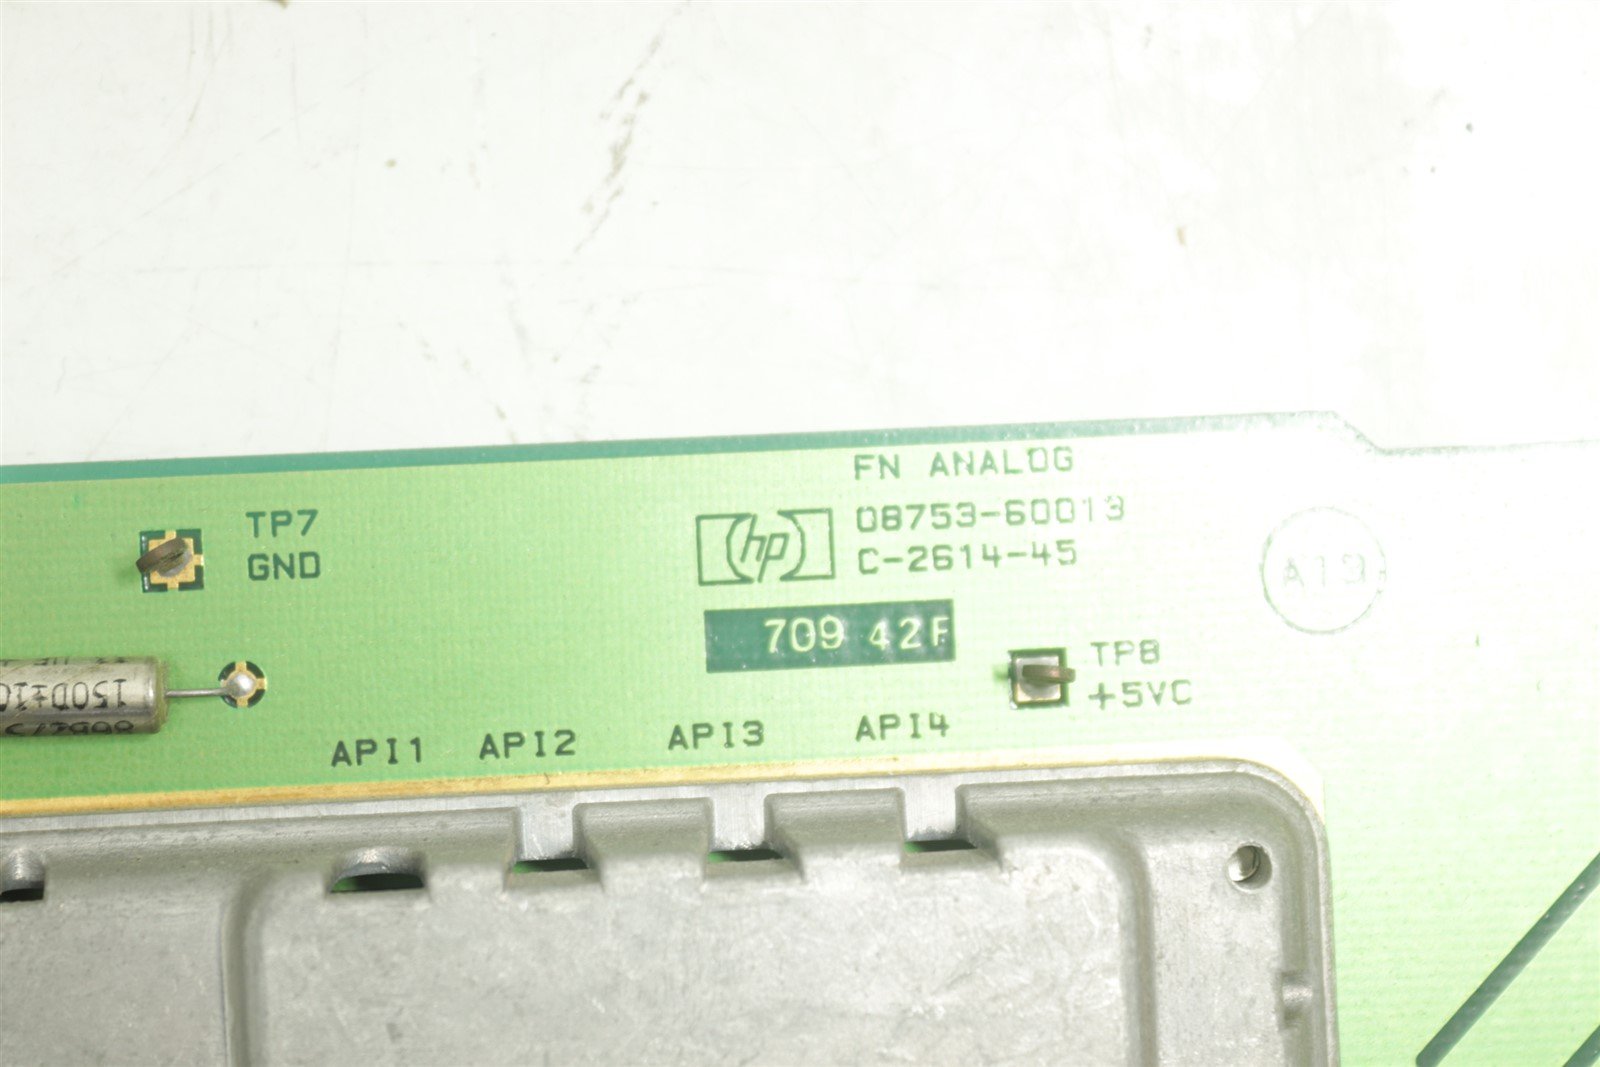 FN ANALOG
hp
08753-60013
C-2614-45
A13
TP7
GND
709 42F
TP8
+5VC
150D±10
API1 API2 API3 API4